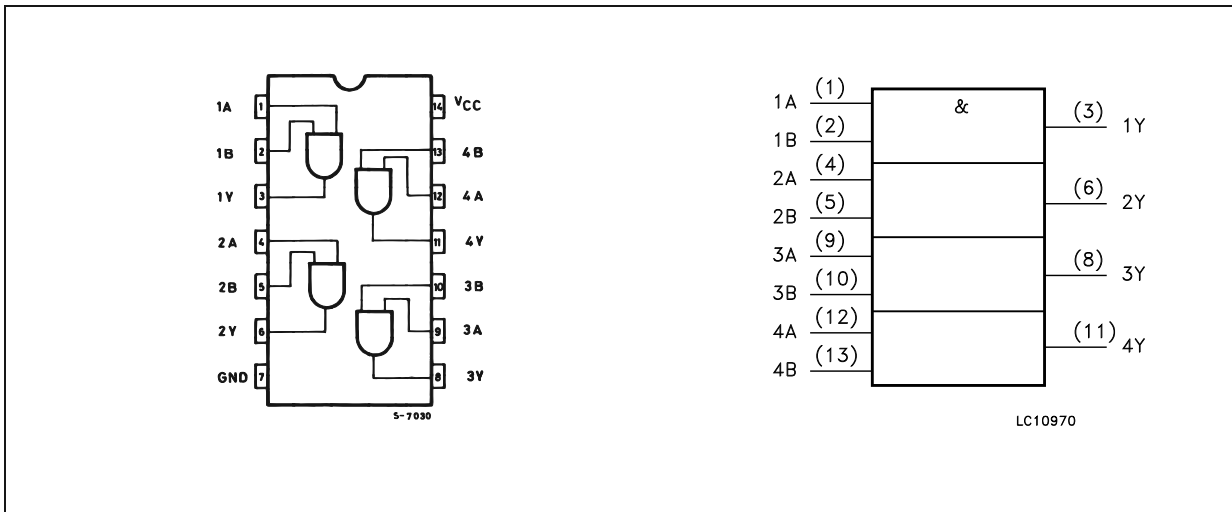 1A 1 14 VCC
1B 2 13 4B
1Y 3 12 4A
2A 4 11 4Y
2B 5 10 3B
2Y 6 9 3A
GND 7 8 3Y
S-7030
1A (1) & (3) 1Y
1B (2)
2A (4) (6) 2Y
2B (5)
3A (9) (8) 3Y
3B (10)
4A (12) (11) 4Y
4B (13)
LC10970